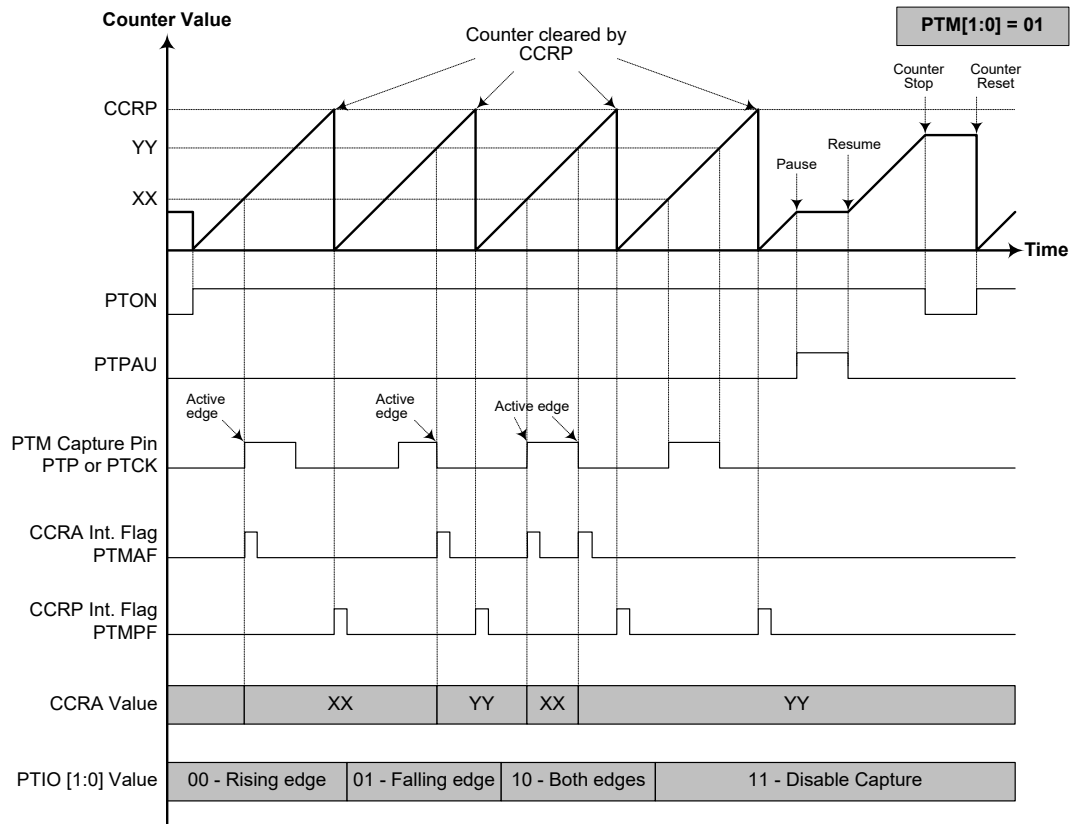 Counter Value
PTM[1:0] = 01
Counter cleared by
CCRP
Counter
Stop
Counter
Reset
CCRP
YY
XX
Pause
Resume
Time
PTON
PTPAU
Active
edge
Active
edge
Active edge
PTM Capture Pin
PTP or PTCK
CCRA Int. Flag
PTMAF
CCRP Int. Flag
PTMPF
CCRA Value
XX
YY
XX
YY
PTIO [1:0] Value
00 - Rising edge
01 - Falling edge
10 - Both edges
11 - Disable Capture